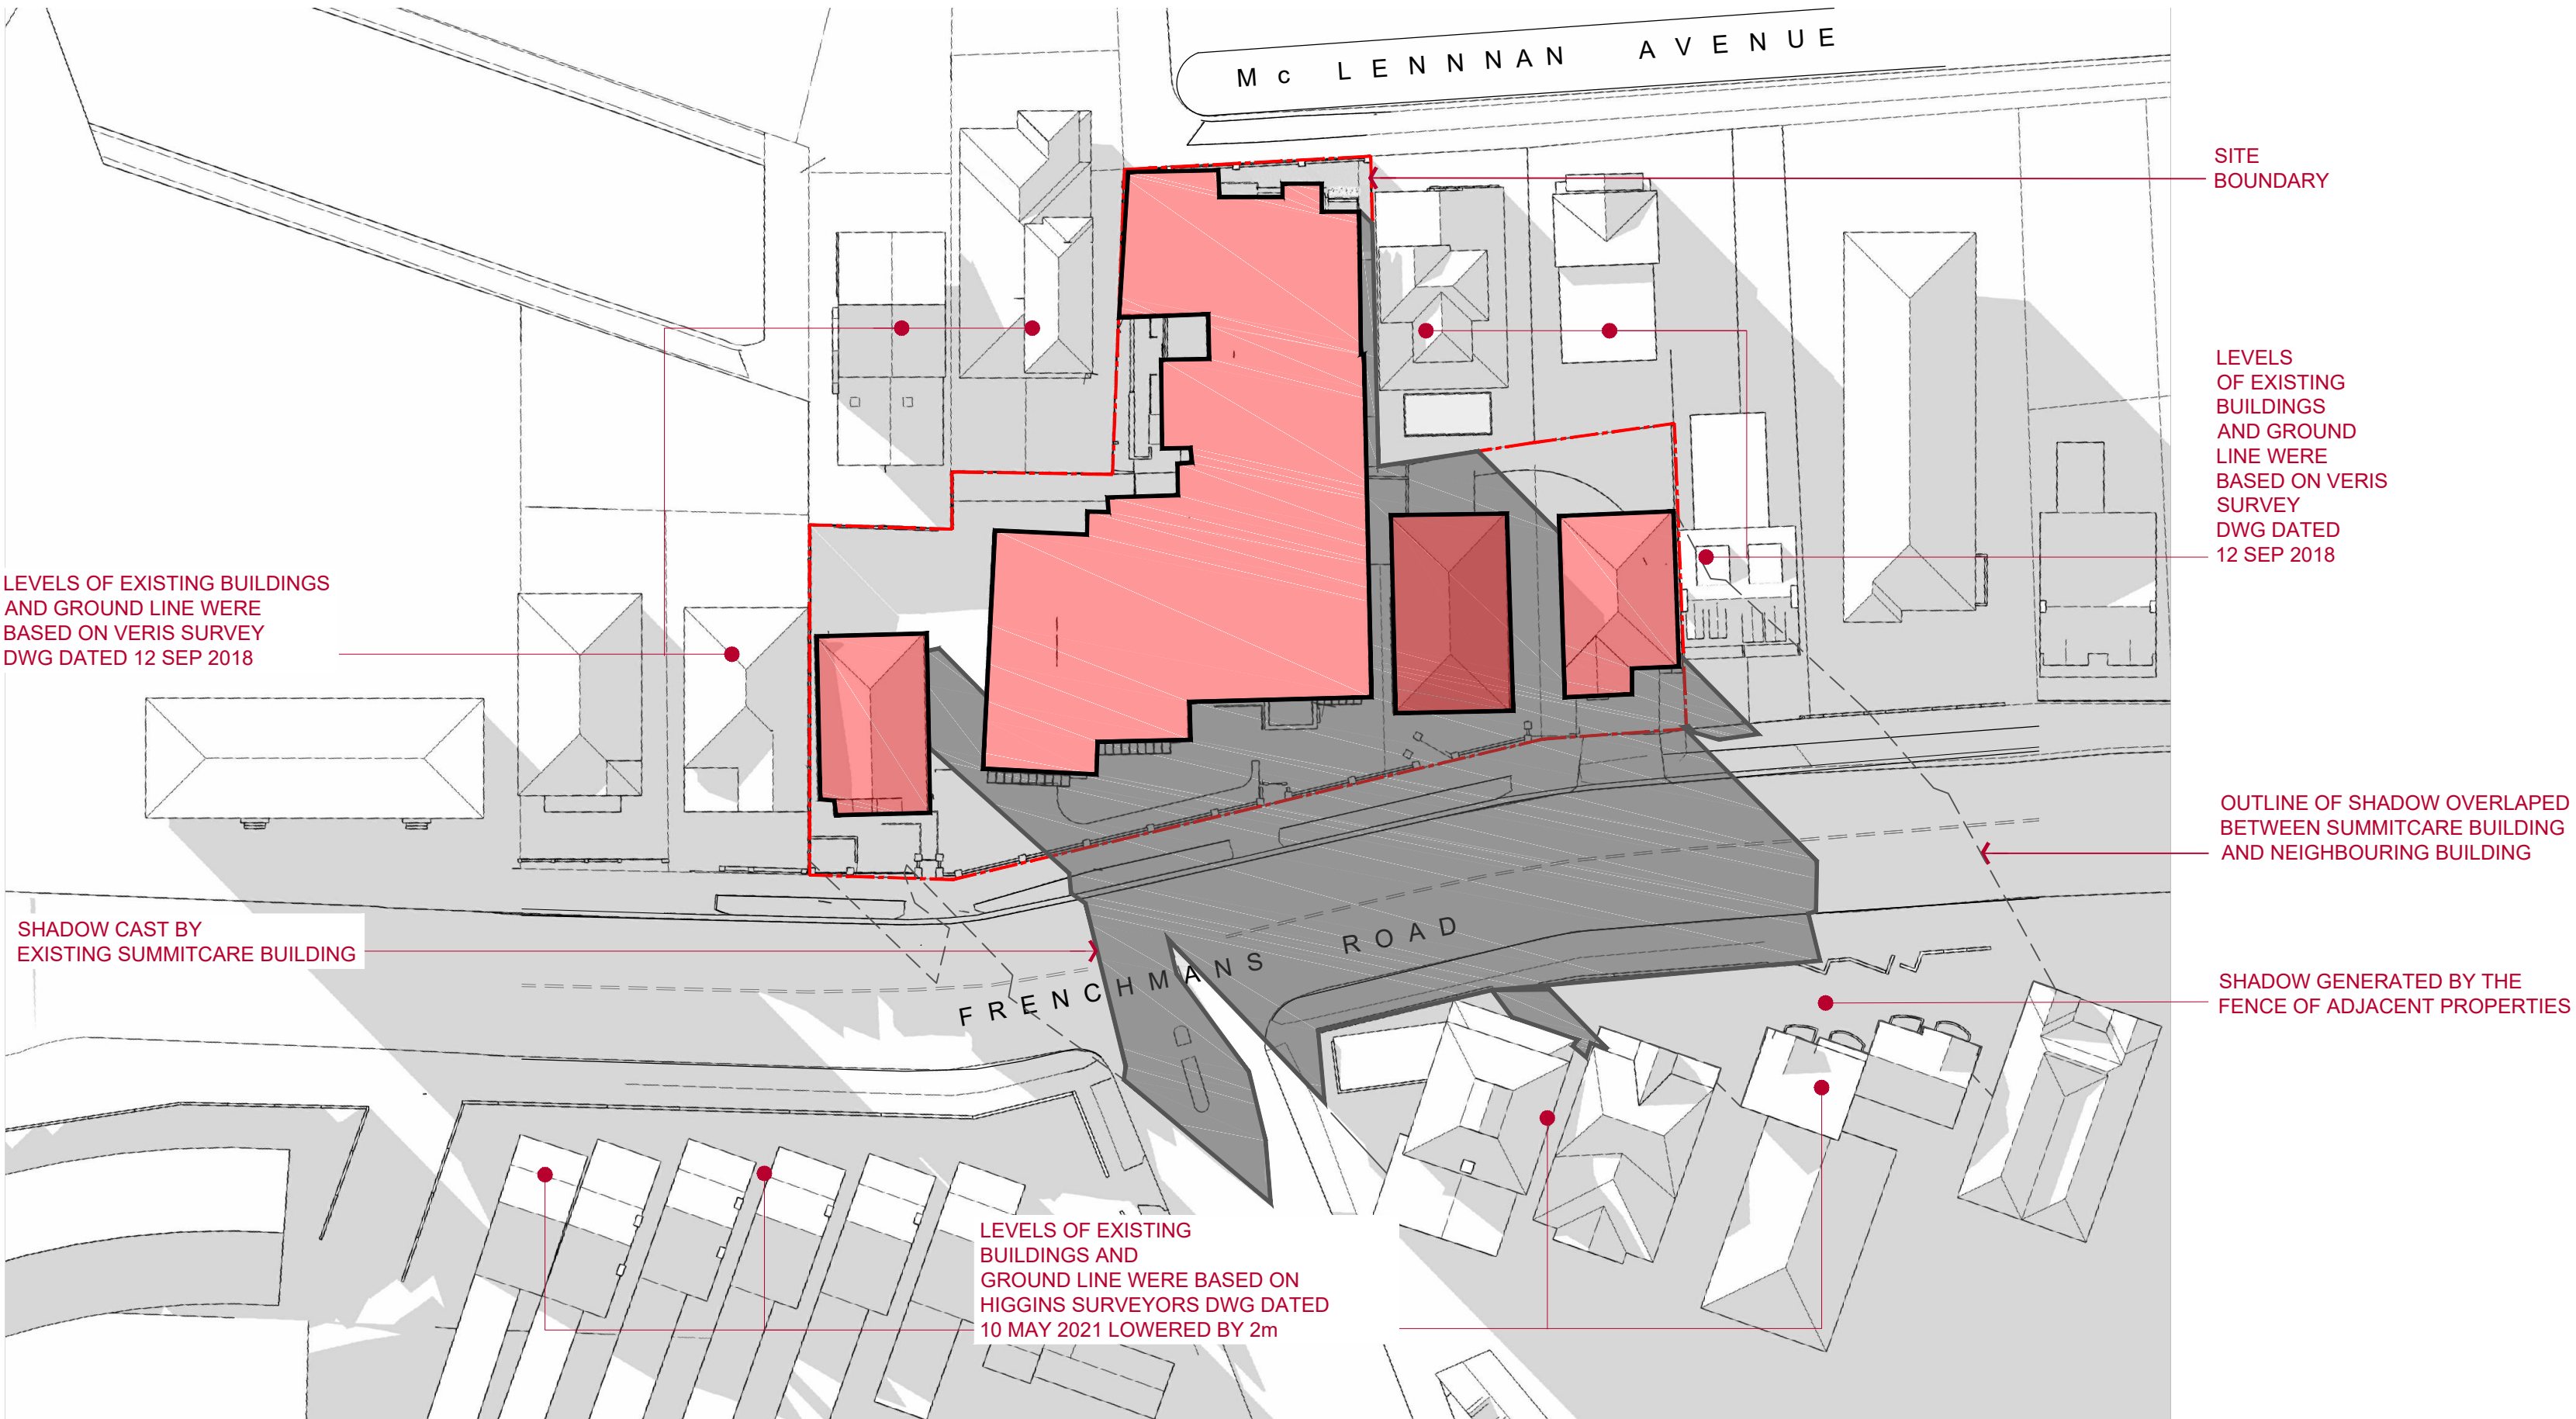 Mc LENNNAN AVENUE
SITE
BOUNDARY
LEVELS
OF EXISTING
BUILDINGS
AND GROUND
LINE WERE
BASED ON VERIS
SURVEY
DWG DATED
12 SEP 2018
LEVELS OF EXISTING BUILDINGS
AND GROUND LINE WERE
BASED ON VERIS SURVEY
DWG DATED 12 SEP 2018
OUTLINE OF SHADOW OVERLAPED
BETWEEN SUMMITCARE BUILDING
AND NEIGHBOURING BUILDING
SHADOW CAST BY
EXISTING SUMMITCARE BUILDING
FRENCHMANS ROAD
SHADOW GENERATED BY THE
FENCE OF ADJACENT PROPERTIES
LEVELS OF EXISTING
BUILDINGS AND
GROUND LINE WERE BASED ON
HIGGINS SURVEYORS DWG DATED
10 MAY 2021 LOWERED BY 2m